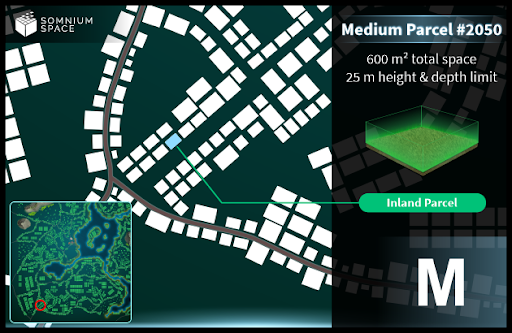 SOMNIUM
SPACE
Medium Parcel #2050
600 m² total space
25 m height & depth limit
Inland Parcel
M